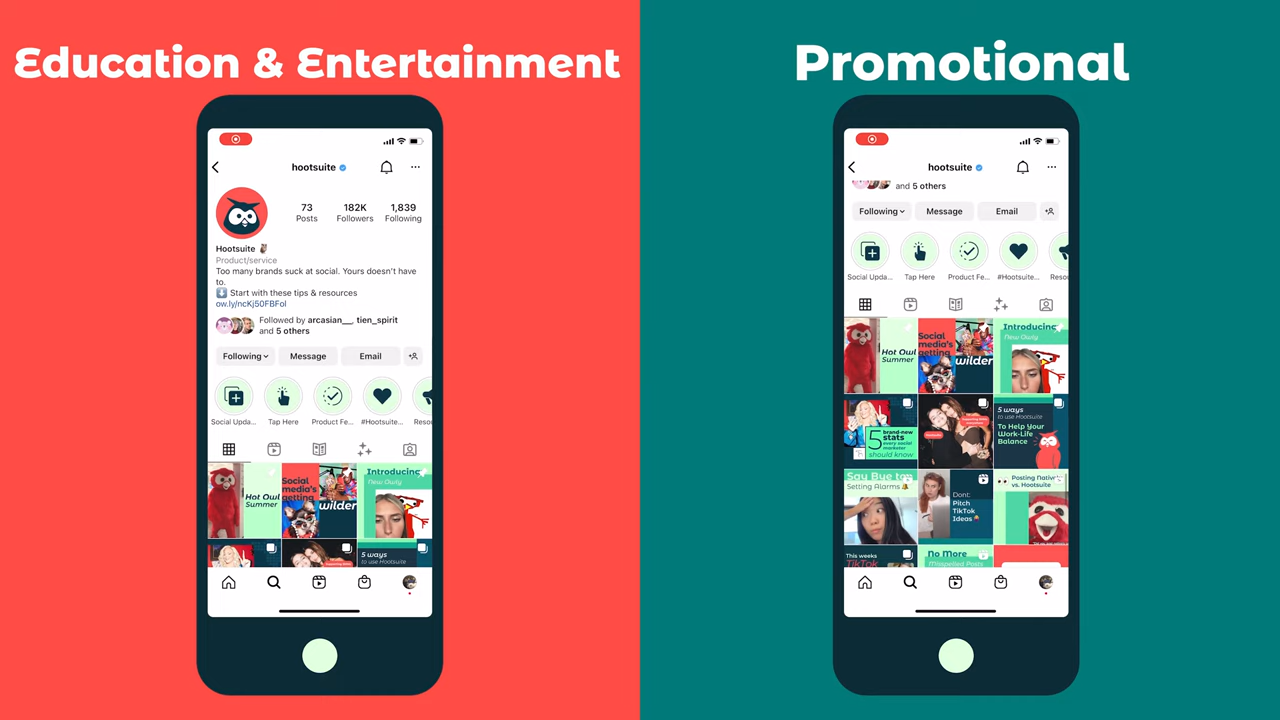 Education & Entertainment
hootsuite
73
182K
1,839
Posts
Followers
Following
Hootsuite
Product/service
Too many brands suck at social. Yours doesn't have
to.
Start with these tips & resources
ow.ly/ncKj50FBFol
Followed by arcasian__, tien_spirit
and 5 others
Following
Message
Email
Social Upda...
Tap Here
Product Fe...
#Hootsuite...
Reso
Hot Owl
Summer
Social
media's
getting
wilder
Introducing
New Owly
5 ways
to use Hootsuite
Promotional
hootsuite
and 5 others
Following
Message
Email
Social Upda...
Tap Here
Product Fe...
#Hootsuite...
Resou
Hot Owl
Summer
Social
media's
getting
wilder
Introducing
New Owly
5 brand-new
stats
every social
marketer
should know
5 ways
to use Hootsuite
To Help Your
Work-Life
Balance
Say Bye to
Setting Alarms
Dont:
Pitch
TikTok
Ideas
Posting Natively
vs. Hootsuite
This weeks
TikTok
No More
Misspelled Posts